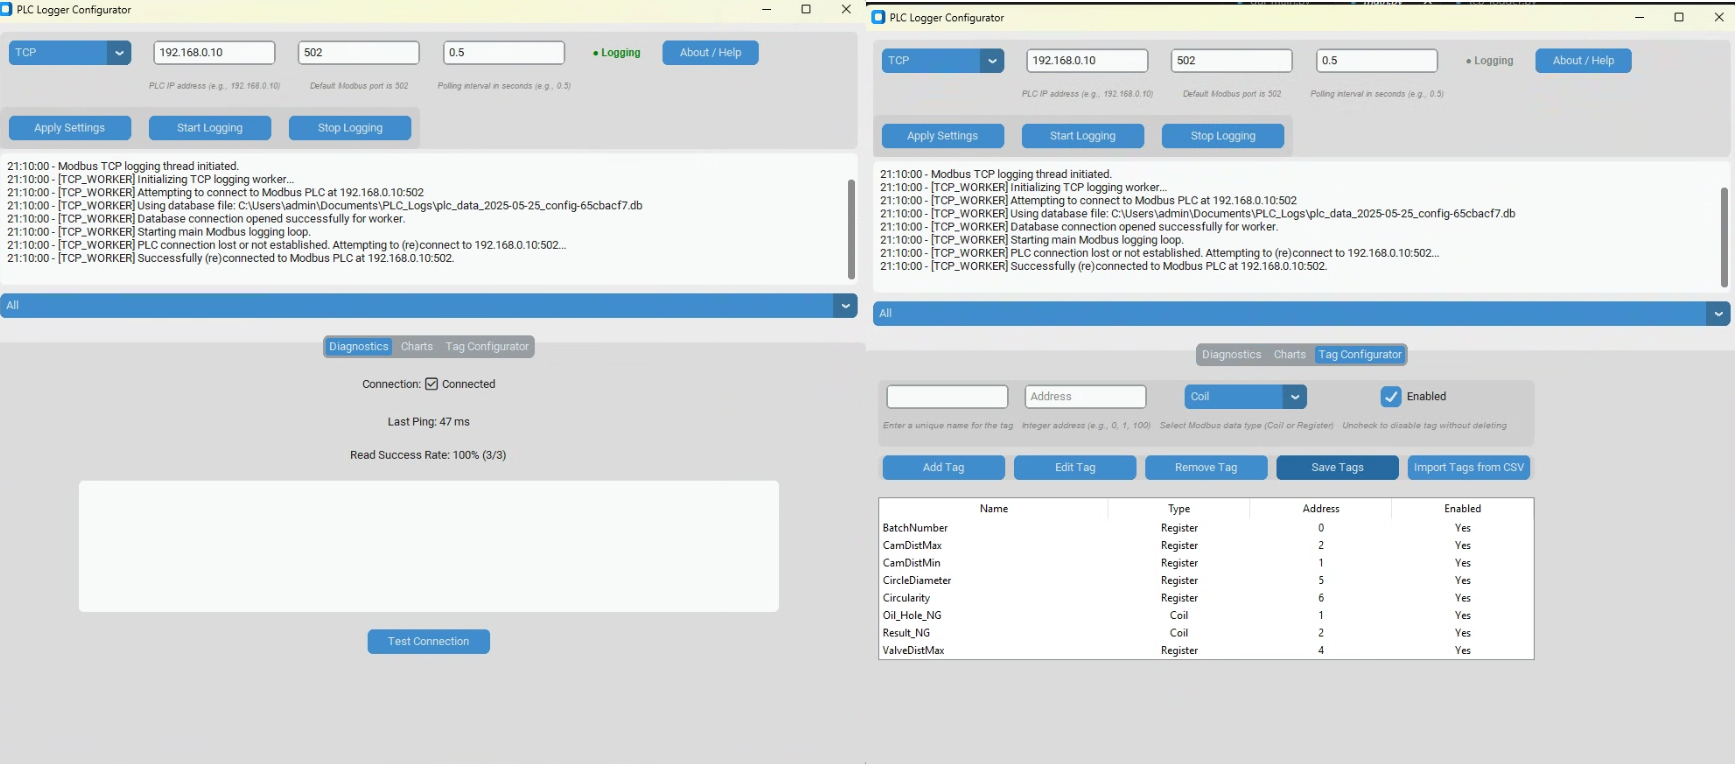 PLC Logger Configurator
TCP 192.168.0.10 502 0.5 ● Logging About / Help
PLC IP address (e.g., 192.168.0.10) Default Modbus port is 502 Polling interval in seconds (e.g., 0.5)
Apply Settings Start Logging Stop Logging
21:10:00 - Modbus TCP logging thread initiated.
21:10:00 - [TCP_WORKER] Initializing TCP logging worker...
21:10:00 - [TCP_WORKER] Attempting to connect to Modbus PLC at 192.168.0.10:502
21:10:00 - [TCP_WORKER] Using database file: C:\Users\admin\Documents\PLC_Logs\plc_data_2025-05-25_config-65cbacf7.db
21:10:00 - [TCP_WORKER] Database connection opened successfully for worker.
21:10:00 - [TCP_WORKER] Starting main Modbus logging loop.
21:10:00 - [TCP_WORKER] PLC connection lost or not established. Attempting to (re)connect to 192.168.0.10:502...
21:10:00 - [TCP_WORKER] Successfully (re)connected to Modbus PLC at 192.168.0.10:502.
All
Diagnostics Charts Tag Configurator
Connection: Connected
Last Ping: 47 ms
Read Success Rate: 100% (3/3)
Test Connection
PLC Logger Configurator
TCP 192.168.0.10 502 0.5 ● Logging About / Help
PLC IP address (e.g., 192.168.0.10) Default Modbus port is 502 Polling interval in seconds (e.g., 0.5)
Apply Settings Start Logging Stop Logging
21:10:00 - Modbus TCP logging thread initiated.
21:10:00 - [TCP_WORKER] Initializing TCP logging worker...
21:10:00 - [TCP_WORKER] Attempting to connect to Modbus PLC at 192.168.0.10:502
21:10:00 - [TCP_WORKER] Using database file: C:\Users\admin\Documents\PLC_Logs\plc_data_2025-05-25_config-65cbacf7.db
21:10:00 - [TCP_WORKER] Database connection opened successfully for worker.
21:10:00 - [TCP_WORKER] Starting main Modbus logging loop.
21:10:00 - [TCP_WORKER] PLC connection lost or not established. Attempting to (re)connect to 192.168.0.10:502...
21:10:00 - [TCP_WORKER] Successfully (re)connected to Modbus PLC at 192.168.0.10:502.
All
Diagnostics Charts Tag Configurator
Address Coil Enabled
Enter a unique name for the tag Integer address (e.g., 0, 1, 100) Select Modbus data type (Coil or Register) Uncheck to disable tag without deleting
Add Tag Edit Tag Remove Tag Save Tags Import Tags from CSV
Name Type Address Enabled
BatchNumber Register 0 Yes
CamDistMax Register 2 Yes
CamDistMin Register 1 Yes
CircleDiameter Register 5 Yes
Circularity Register 6 Yes
Oil_Hole_NG Coil 1 Yes
Result_NG Coil 2 Yes
ValveDistMax Register 4 Yes